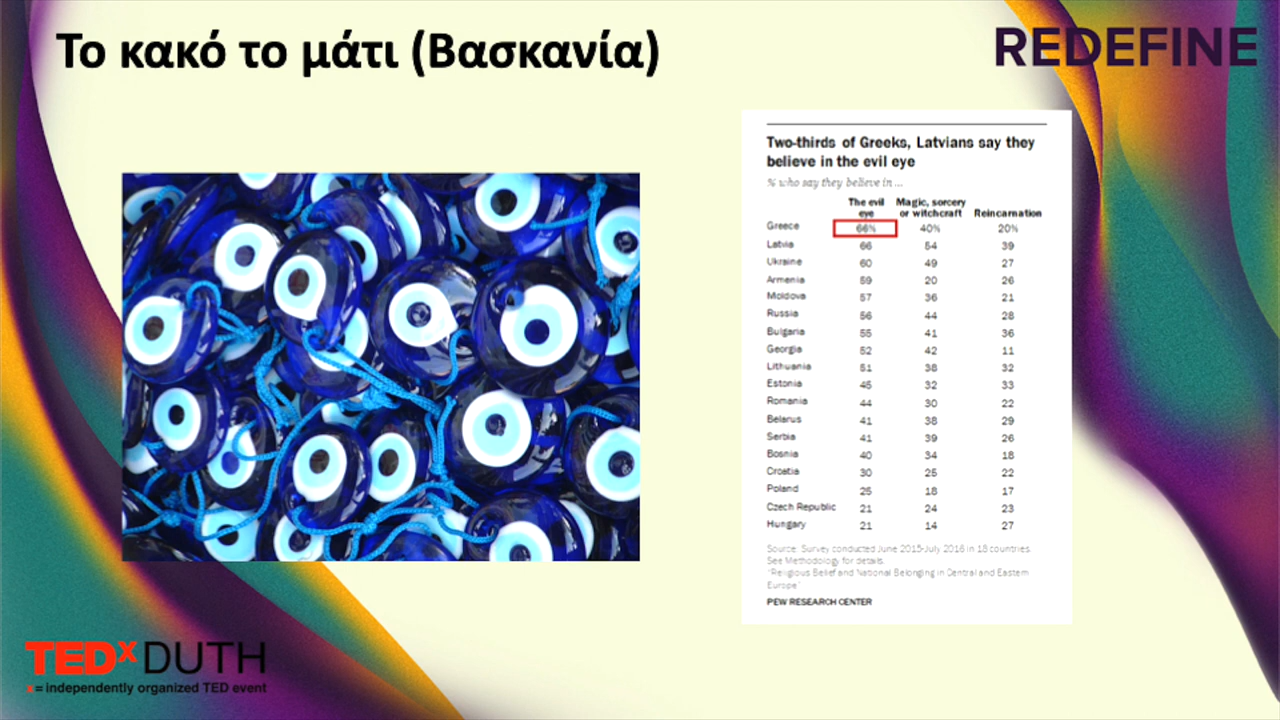 Το κακό το μάτι (Βασκανία)
REDEFINE
Two-thirds of Greeks, Latvians say they
believe in the evil eye
% who say they believe in ...
The evil eye Magic, sorcery or witchcraft Reincarnation
Greece 66% 40% 20%
Latvia 66 54 39
Ukraine 60 49 27
Armenia 59 20 26
Moldova 57 36 21
Russia 56 44 28
Bulgaria 55 41 36
Georgia 52 42 11
Lithuania 51 38 32
Estonia 45 32 33
Romania 44 30 22
Belarus 41 38 29
Serbia 41 39 26
Bosnia 40 34 18
Croatia 30 25 22
Poland 25 18 17
Czech Republic 21 24 23
Hungary 21 14 27
Source: Survey conducted June 2015-July 2016 in 18 countries.
See Methodology for details.
"Religious Belief and National Belonging in Central and Eastern
Europe"
PEW RESEARCH CENTER
TEDxDUTH
x = independently organized TED event